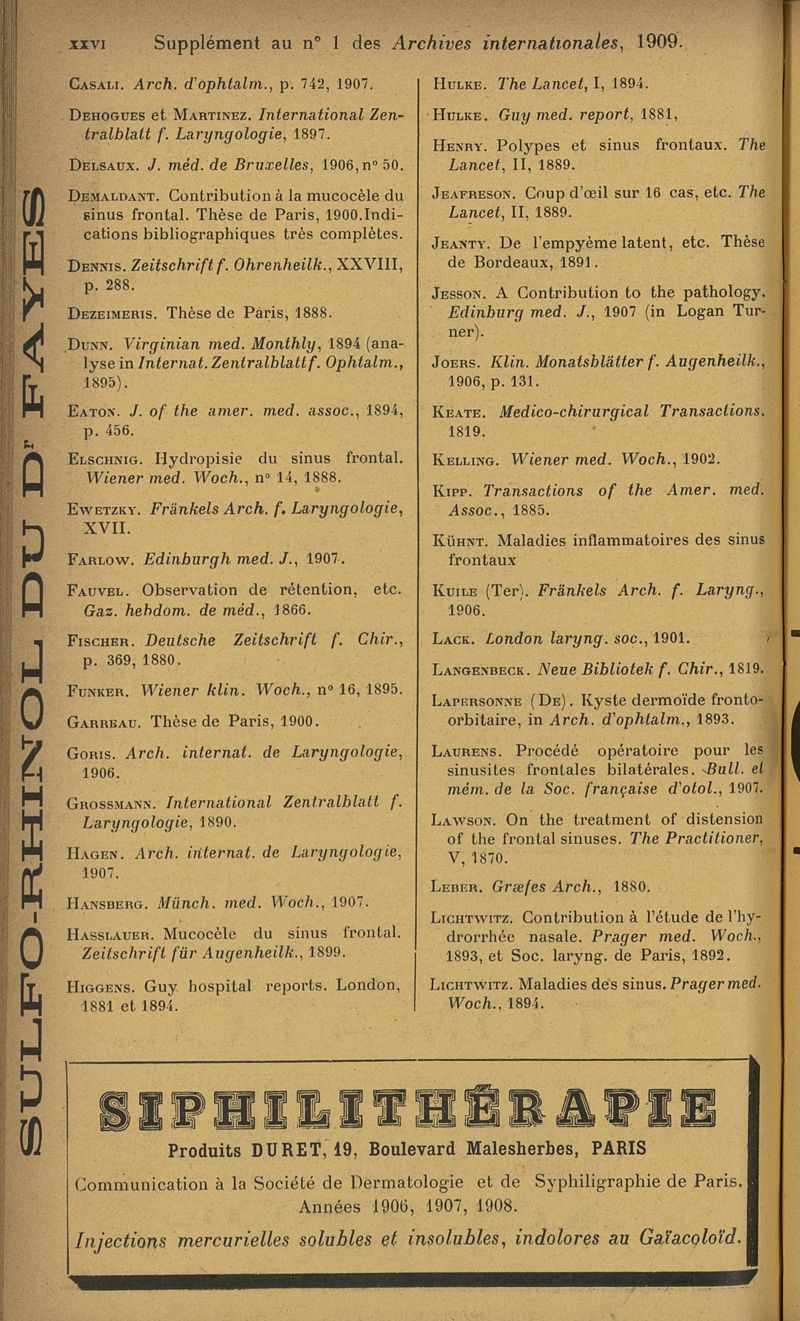 XXVI Supplément au n° 1 des Archives internationales, 1909.
CASALI. Arch. d'ophtalm., p. 742, 1907.
DEHOGUES et MARTINEZ. International Zen-
tralblatt f. Laryngologie, 1897.
DELSAUX. J. méd. de Bruxelles, 1906, n° 50.
DEMALDANT. Contribution à la mucocèle du
sinus frontal. Thèse de Paris, 1900. Indi-
cations bibliographiques très complètes.
DENNIS. Zeitschrift f. Ohrenheilk., XXVIII,
p. 288.
DEZEIMERIS. Thèse de Paris, 1888.
DUNN. Virginian med. Monthly, 1894 (ana-
lyse in Internat. Zentralblatt f. Ophtalm.,
1895).
EATON. J. of the amer. med. assoc., 1894,
p. 456.
ELSCHNIG. Hydropisie du sinus frontal.
Wiener med. Woch., n° 14, 1888.
EWETZKY. Fränkels Arch. f. Laryngologie,
XVII.
FARLOW. Edinburgh med. J., 1907.
FAUVEL. Observation de rétention, etc.
Gaz. hebdom. de méd., 1866.
FISCHER. Deutsche Zeitschrift f. Chir.,
p. 369, 1880.
FUNKER. Wiener klin. Woch., n° 16, 1895.
GARREAU. Thèse de Paris, 1900.
GORIS. Arch. internat. de Laryngologie,
1906.
GROSSMANN. International Zentralblatt f.
Laryngologie, 1890.
HAGEN. Arch. internat. de Laryngologie,
1907.
HANSBERG. Münch. med. Woch., 1907.
HASSLAUER. Mucocèle du sinus frontal.
Zeitschrift für Augenheilk., 1899.
HIGGENS. Guy hospital reports. London,
1881 et 1894.
HULKE. The Lancet, I, 1894.
HULKE. Guy med. report, 1881,
HENRY. Polypes et sinus frontaux. The
Lancet, II, 1889.
JEAFRESON. Coup d'œil sur 16 cas, etc. The
Lancet, II, 1889.
JEANTY. De l'empyème latent, etc. Thèse
de Bordeaux, 1891.
JESSON. A Contribution to the pathology.
Edinburg med. J., 1907 (in Logan Tur-
ner).
JOERS. Klin. Monatsblätter f. Augenheilk.,
1906, p. 131.
KEATE. Medico-chirurgical Transactions.
1819.
KELLING. Wiener med. Woch., 1902.
KIPP. Transactions of the Amer. med.
Assoc., 1885.
KÜHNT. Maladies inflammatoires des sinus
frontaux
KUILE (Ter). Fränkels Arch. f. Laryng.,
1906.
LACK. London laryng. soc., 1901.
LANGENBECK. Neue Bibliotek f. Chir., 1819.
LAPERSONNE (DE). Kyste dermoïde fronto-
orbitaire, in Arch. d'ophtalm., 1893.
LAURENS. Procédé opératoire pour les
sinusites frontales bilatérales. Bull. et
mém. de la Soc. française d'otol., 1907.
LAWSON. On the treatment of distension
of the frontal sinuses. The Practitioner,
V, 1870.
LEBER. Græfes Arch., 1880.
LICHTWITZ. Contribution à l'étude de l'hy-
drorrhée nasale. Prager med. Woch.,
1893, et Soc. laryng. de Paris, 1892.
LICHTWITZ. Maladies des sinus. Prager med.
Woch., 1894.
SULFO-RHINOL DU Dr FAYES
SIPHILITHÉRAPIE
Produits DURET, 19, Boulevard Malesherbes, PARIS
Communication à la Société de Dermatologie et de Syphiligraphie de Paris.
Années 1906, 1907, 1908.
Injections mercurielles solubles et insolubles, indolores au Gaïacoloïd.